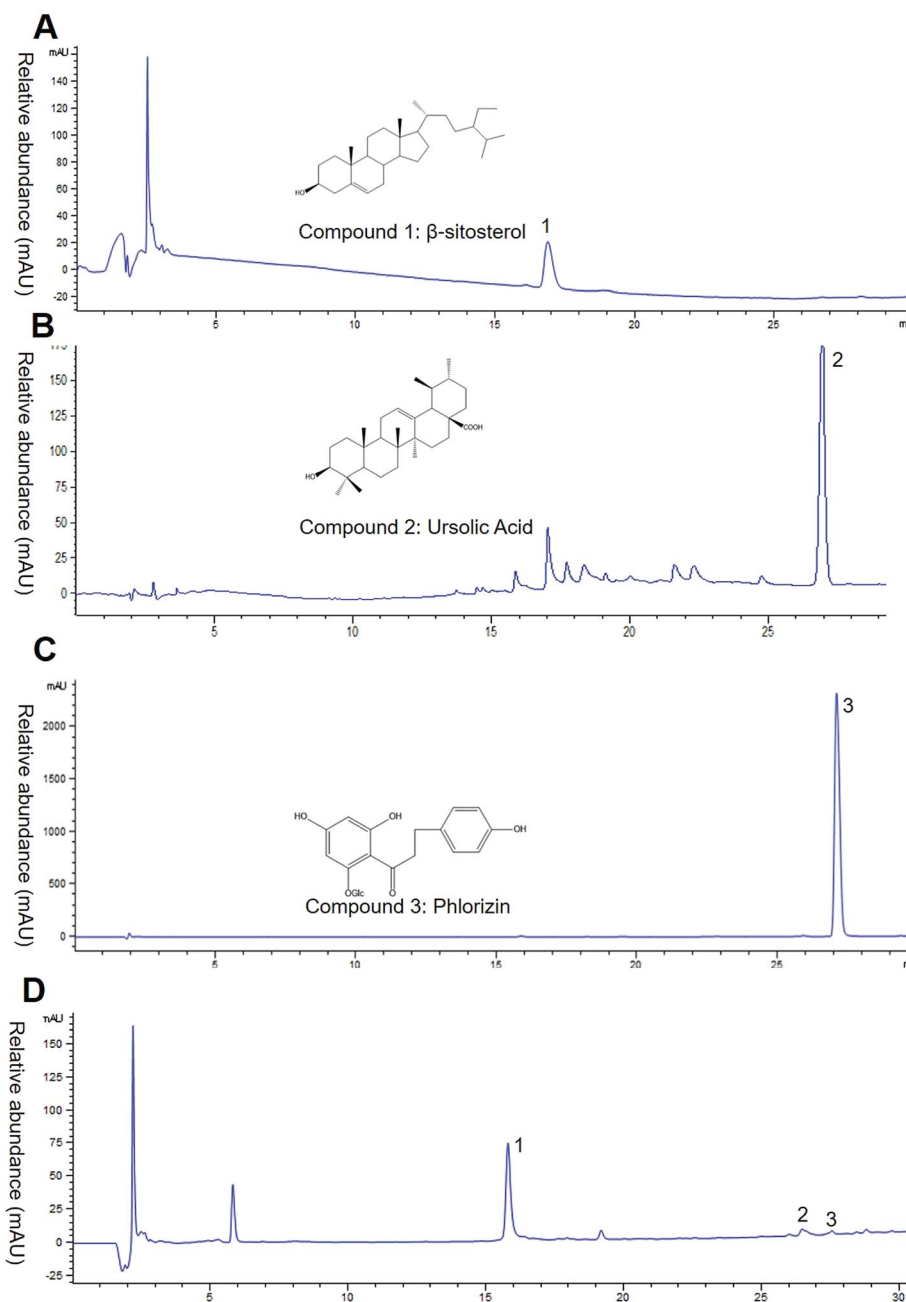 A
Relative abundance (mAU)
mAU
140
120
100
80
60
40
20
0
-20
HO
Compound 1: β-sitosterol
1
5
10
15
20
25
m
B
Relative abundance (mAU)
175
150
125
100
75
50
25
0
HO
COOH
Compound 2: Ursolic Acid
2
5
10
15
20
25
C
Relative abundance (mAU)
mAU
2000
1500
1000
500
0
HO
OH
OH
OGlc
O
Compound 3: Phlorizin
3
5
10
15
20
25
D
Relative abundance (mAU)
mAU
150
125
100
75
50
25
0
-25
1
2
3
5
10
15
20
25
30